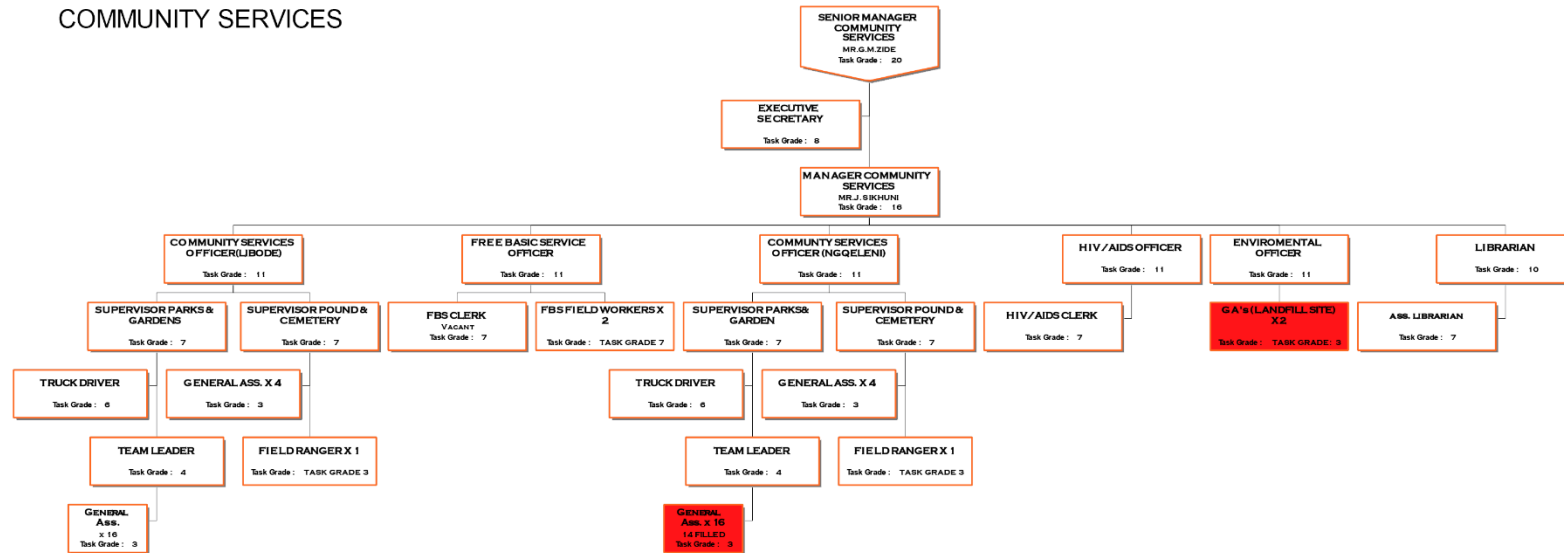 COMMUNITY SERVICES
SENIOR MANAGER
COMMUNITY
SERVICES
MR.G.M.ZIDE
Task Grade : 20
EXECUTIVE
SECRETARY
Task Grade : 8
MANAGER COMMUNITY
SERVICES
MR.J. SIKHUNI
Task Grade : 16
COMMUNITY SERVICES
OFFICER(LIBODE)
Task Grade : 11
FREE BASIC SERVICE
OFFICER
Task Grade : 11
COMMUNTY SERVICES
OFFICER (NGQELENI)
Task Grade : 11
HIV/AIDS OFFICER
Task Grade : 11
ENVIROMENTAL
OFFICER
Task Grade : 11
LIBRARIAN
Task Grade : 10
SUPERVISOR PARKS &
GARDENS
Task Grade : 7
SUPERVISOR POUND &
CEMETERY
Task Grade : 7
FBS CLERK
VACANT
Task Grade : 7
FBS FIELD WORKERS X
2
Task Grade : TASK GRADE 7
SUPERVISOR PARKS&
GARDEN
Task Grade : 7
SUPERVISOR POUND &
CEMETERY
Task Grade : 7
HIV/AIDS CLERK
Task Grade : 7
GA's (LANDFILL SITE)
X 2
Task Grade : TASK GRADE: 3
ASS. LIBRARIAN
Task Grade : 7
TRUCK DRIVER
Task Grade : 6
GENERAL ASS. X 4
Task Grade : 3
TRUCK DRIVER
Task Grade : 6
GENERAL ASS. X 4
Task Grade : 3
TEAM LEADER
Task Grade : 4
FIELD RANGER X 1
Task Grade : TASK GRADE 3
TEAM LEADER
Task Grade : 4
FIELD RANGER X 1
Task Grade : TASK GRADE 3
GENERAL
ASS.
x 16
Task Grade : 3
GENERAL
ASS. x 16
14 FILLED
Task Grade : 3